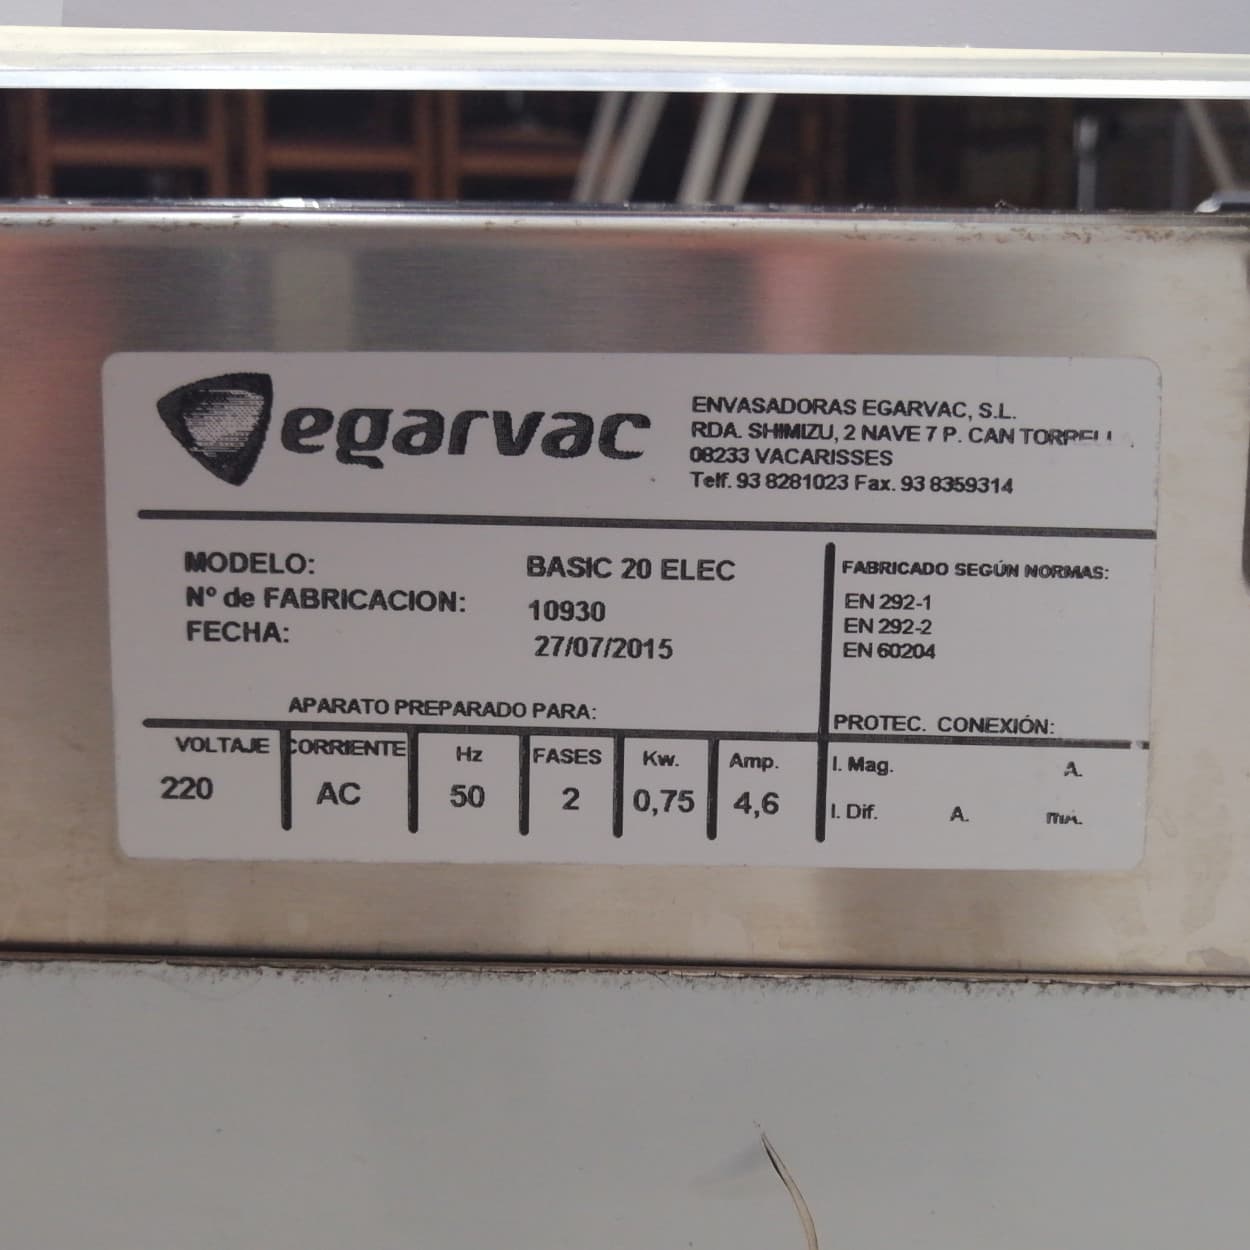 egarvac
ENVASADORAS EGARVAC, S.L.
RDA. SHIMIZU, 2 NAVE 7 P. CAN TORRELL
08233 VACARISSES
Telf. 93 8281023 Fax. 93 8359314
MODELO: BASIC 20 ELEC
Nº de FABRICACION: 10930
FECHA: 27/07/2015
FABRICADO SEGÚN NORMAS:
EN 292-1
EN 292-2
EN 60204
APARATO PREPARADO PARA:
VOLTAJE CORRIENTE Hz FASES Kw. Amp.
220 AC 50 2 0,75 4,6
PROTEC. CONEXIÓN:
I. Mag. A.
I. Dif. A. mA.